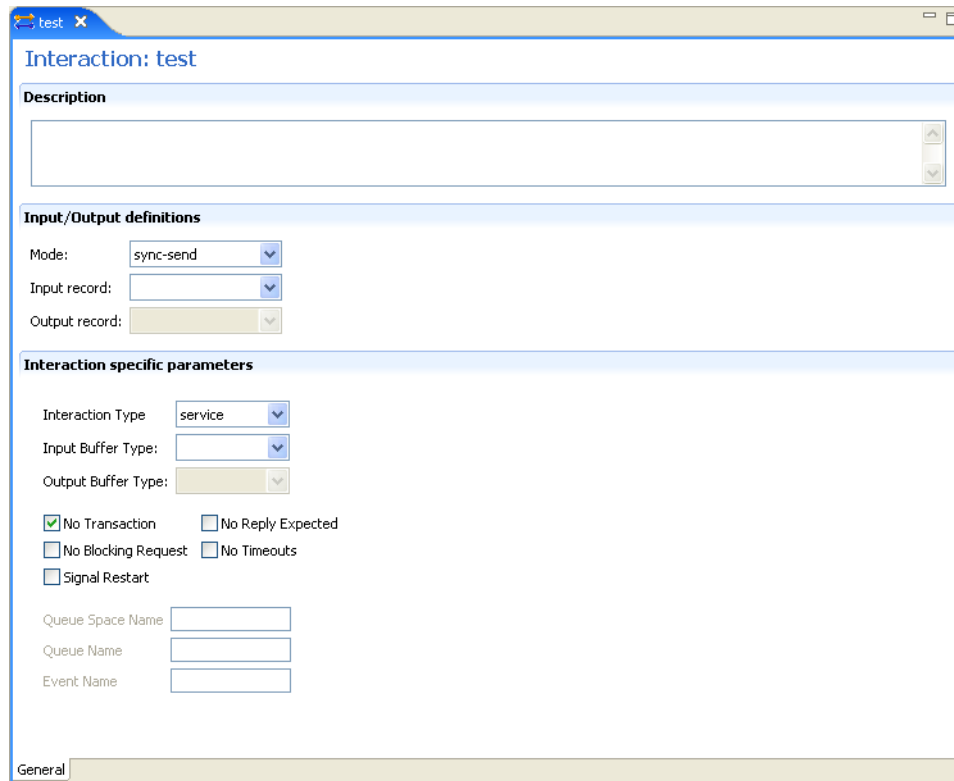 test
Interaction: test
Description
Input/Output definitions
Mode: sync-send
Input record:
Output record:
Interaction specific parameters
Interaction Type service
Input Buffer Type:
Output Buffer Type:
No Transaction No Reply Expected
No Blocking Request No Timeouts
Signal Restart
Queue Space Name
Queue Name
Event Name
General